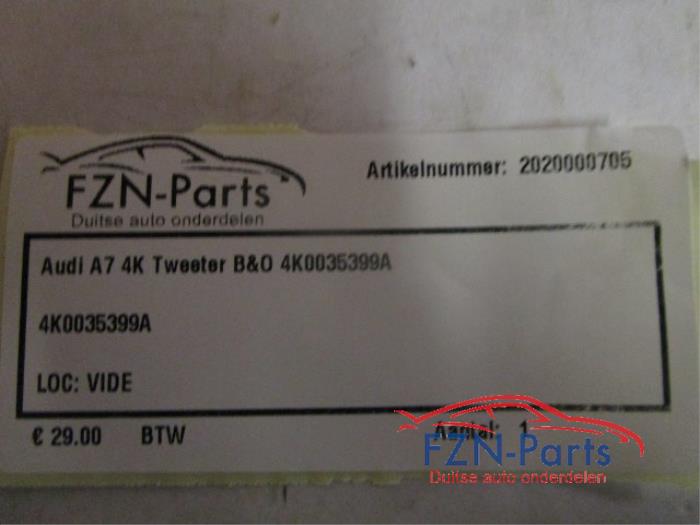 FZN-Parts
Duitse auto onderdelen
Artikelnummer: 2020000705
Audi A7 4K Tweeter B&O 4K0035399A
4K0035399A
LOC: VIDE
€ 29.00 BTW
Aantal: 1
FZN-Parts
Duitse auto onderdelen